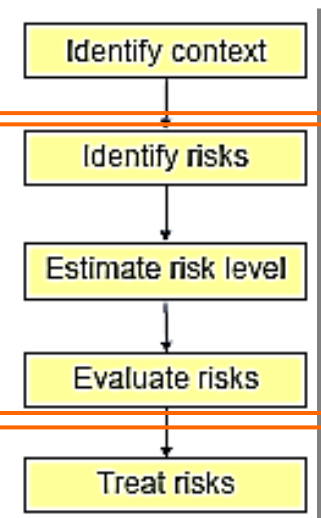 Identify context
Identify risks
Estimate risk level
Evaluate risks
Treat risks